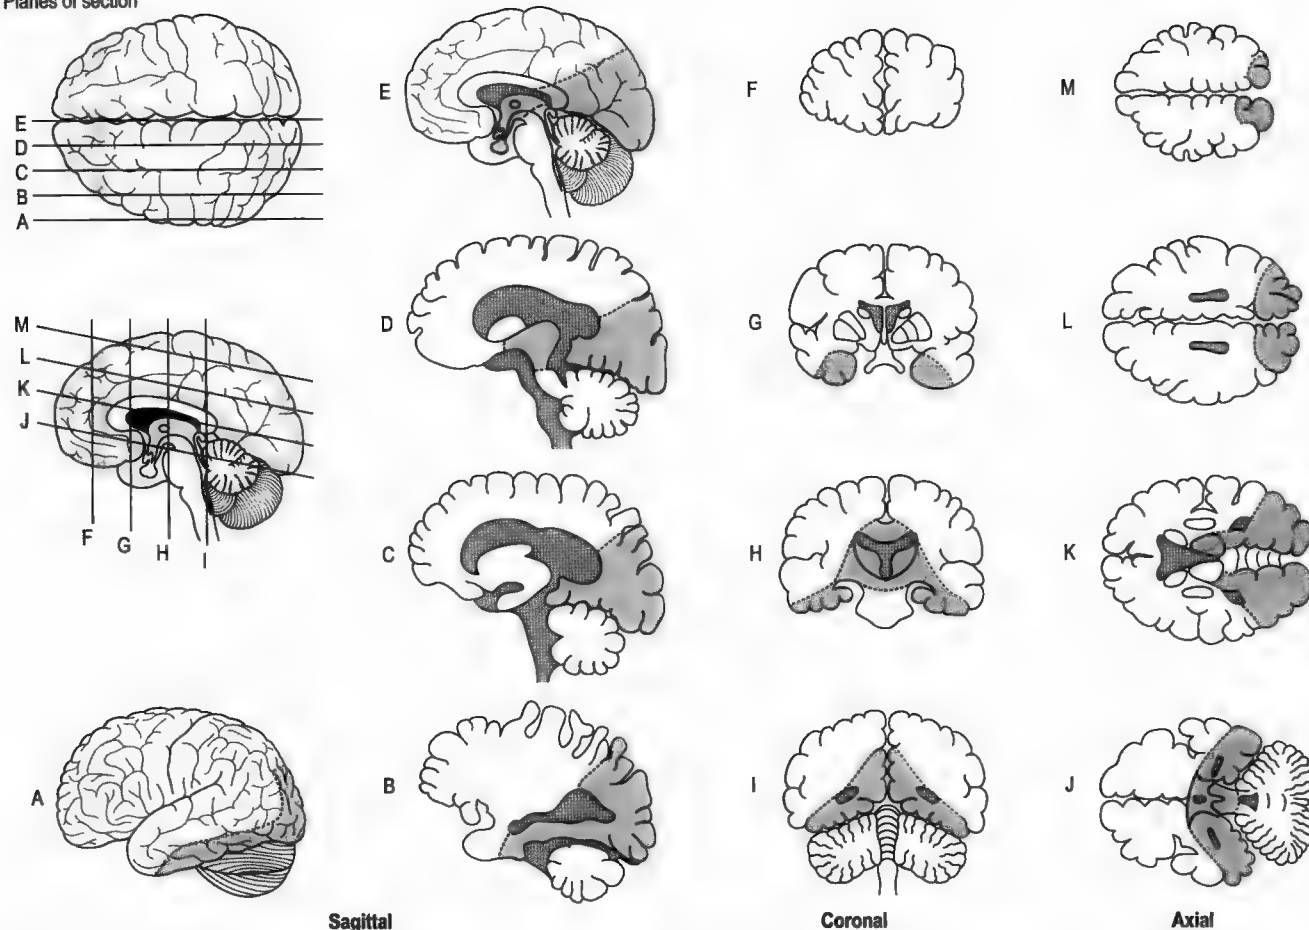 Planes of section
E
D
C
B
A
M
L
K
J
F
G
H
I
A
E
D
C
B
F
G
H
I
M
L
K
J
Sagittal
Coronal
Axial